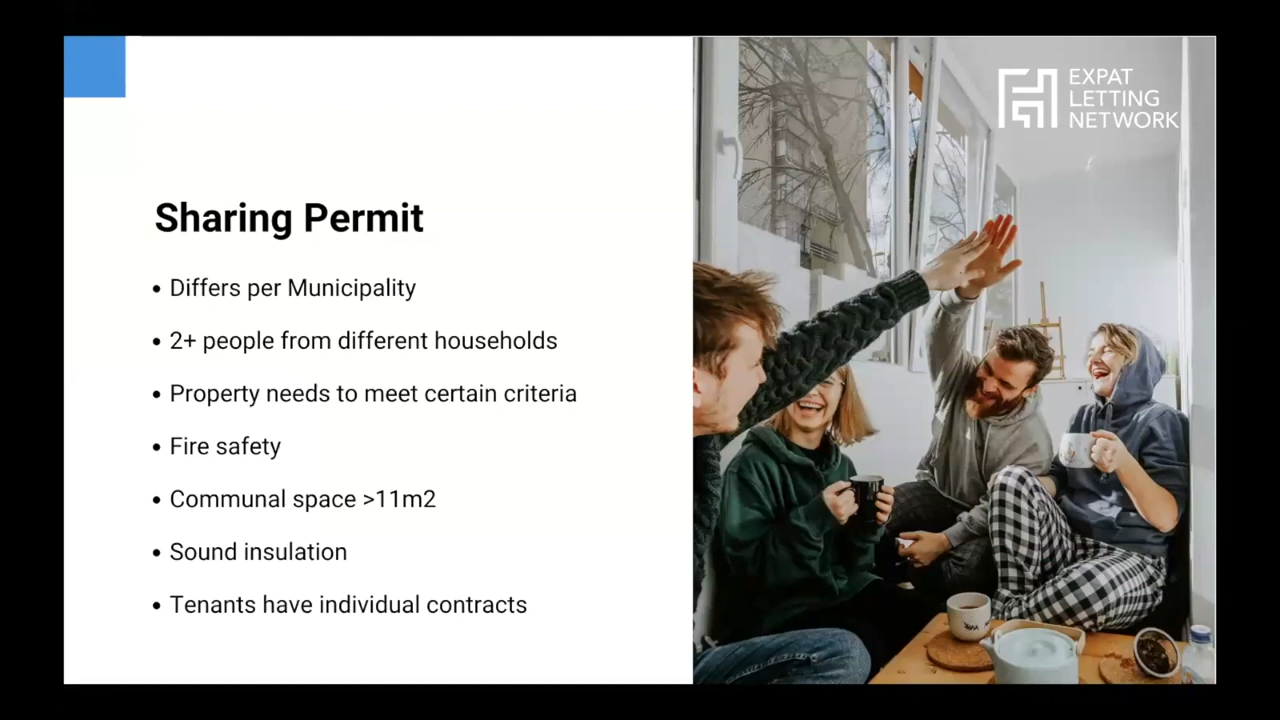 EXPAT
LETTING
NETWORK
Sharing Permit
• Differs per Municipality
• 2+ people from different households
• Property needs to meet certain criteria
• Fire safety
• Communal space >11m2
• Sound insulation
• Tenants have individual contracts